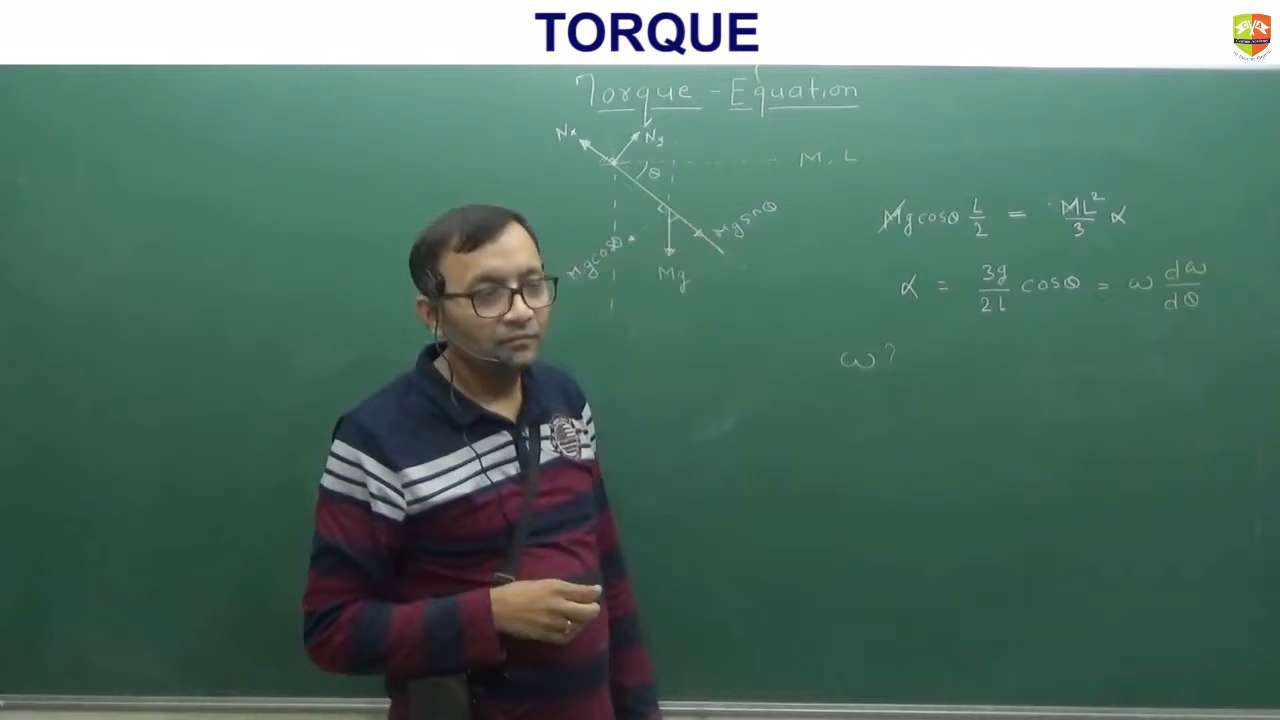 TORQUE
Torque - Equation
Nx
Ny
θ
M, L
Mg sinθ
Mg cosθ
Mg
Mg cosθ L/2 = ML²/3 α
α = 3g/2l cosθ = ω dω/dθ
ω ?